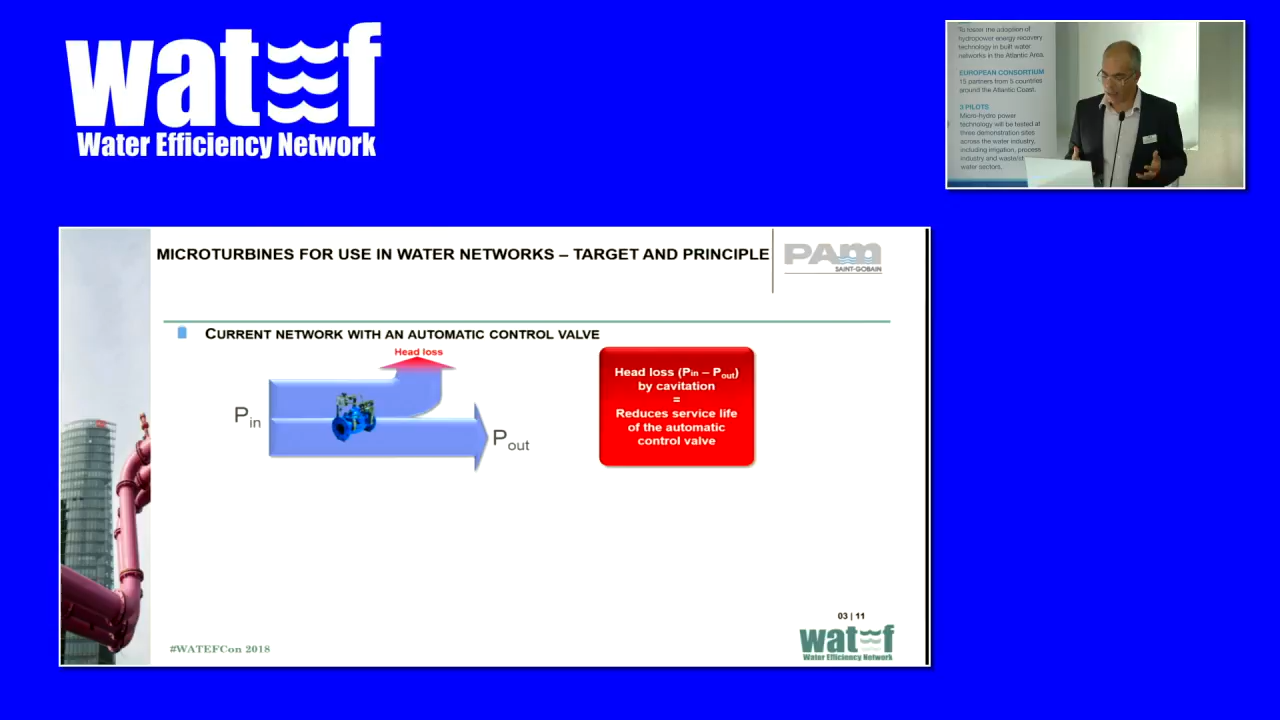 watef
Water Efficiency Network
To foster the adoption of
hydropower energy recovery
technology in built water
networks in the Atlantic Area.
EUROPEAN CONSORTIUM
15 partners from 5 countries
around the Atlantic Coast.
3 PILOTS
Micro-hydro power
technology will be tested at
three demonstration sites
across the water industry,
including irrigation, process
industry and
water sectors.
MICROTURBINES FOR USE IN WATER NETWORKS – TARGET AND PRINCIPLE
PAM
SAINT-GOBAIN
CURRENT NETWORK WITH AN AUTOMATIC CONTROL VALVE
Head loss
Pin
Pout
Head loss (Pin – Pout)
by cavitation
=
Reduces service life
of the automatic
control valve
03 | 11
#WATEFCon 2018
watef
Water Efficiency Network